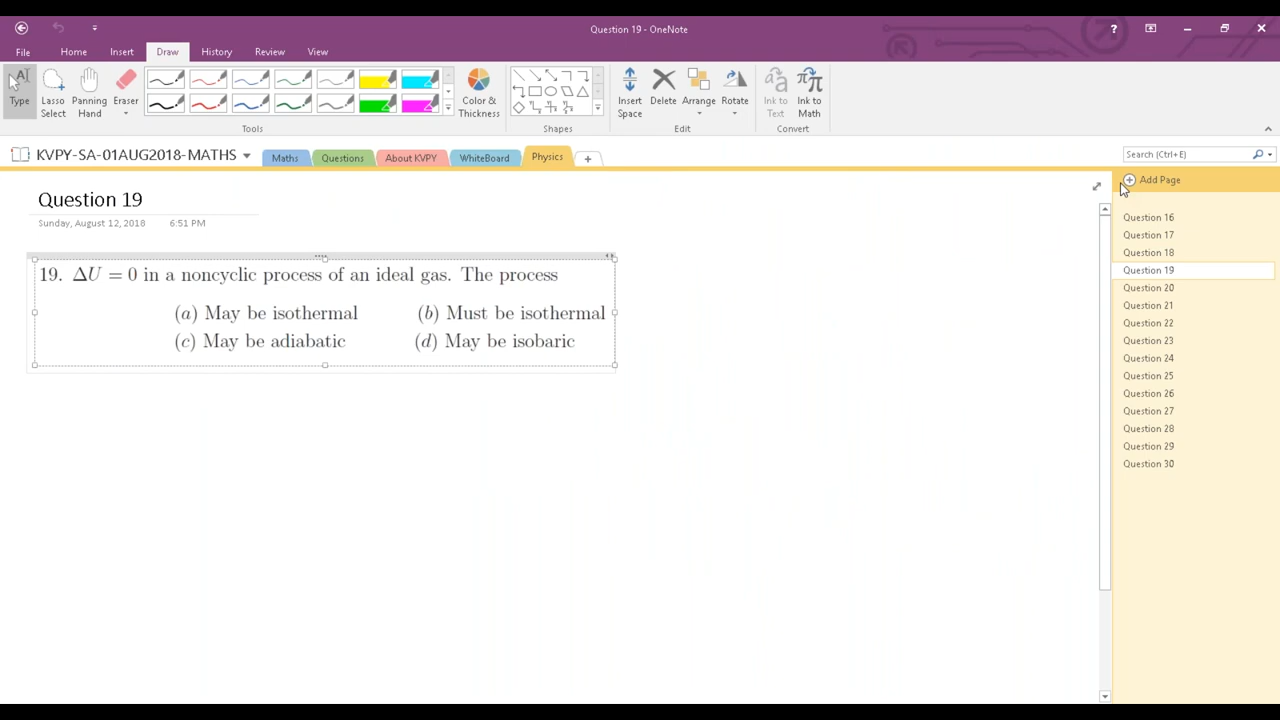 Question 19 - OneNote
?
File Home Insert Draw History Review View
Type
Lasso Select
Panning Hand
Eraser
Color & Thickness
Insert Space
Delete
Arrange
Rotate
Ink to Text
Ink to Math
Tools Shapes Edit Convert
KVPY-SA-01AUG2018-MATHS Maths Questions About KVPY WhiteBoard Physics + Search (Ctrl+E)
Add Page
Question 19
Sunday, August 12, 2018 6:51 PM
19. ΔU = 0 in a noncyclic process of an ideal gas. The process
(a) May be isothermal (b) Must be isothermal
(c) May be adiabatic (d) May be isobaric
Question 16
Question 17
Question 18
Question 19
Question 20
Question 21
Question 22
Question 23
Question 24
Question 25
Question 26
Question 27
Question 28
Question 29
Question 30